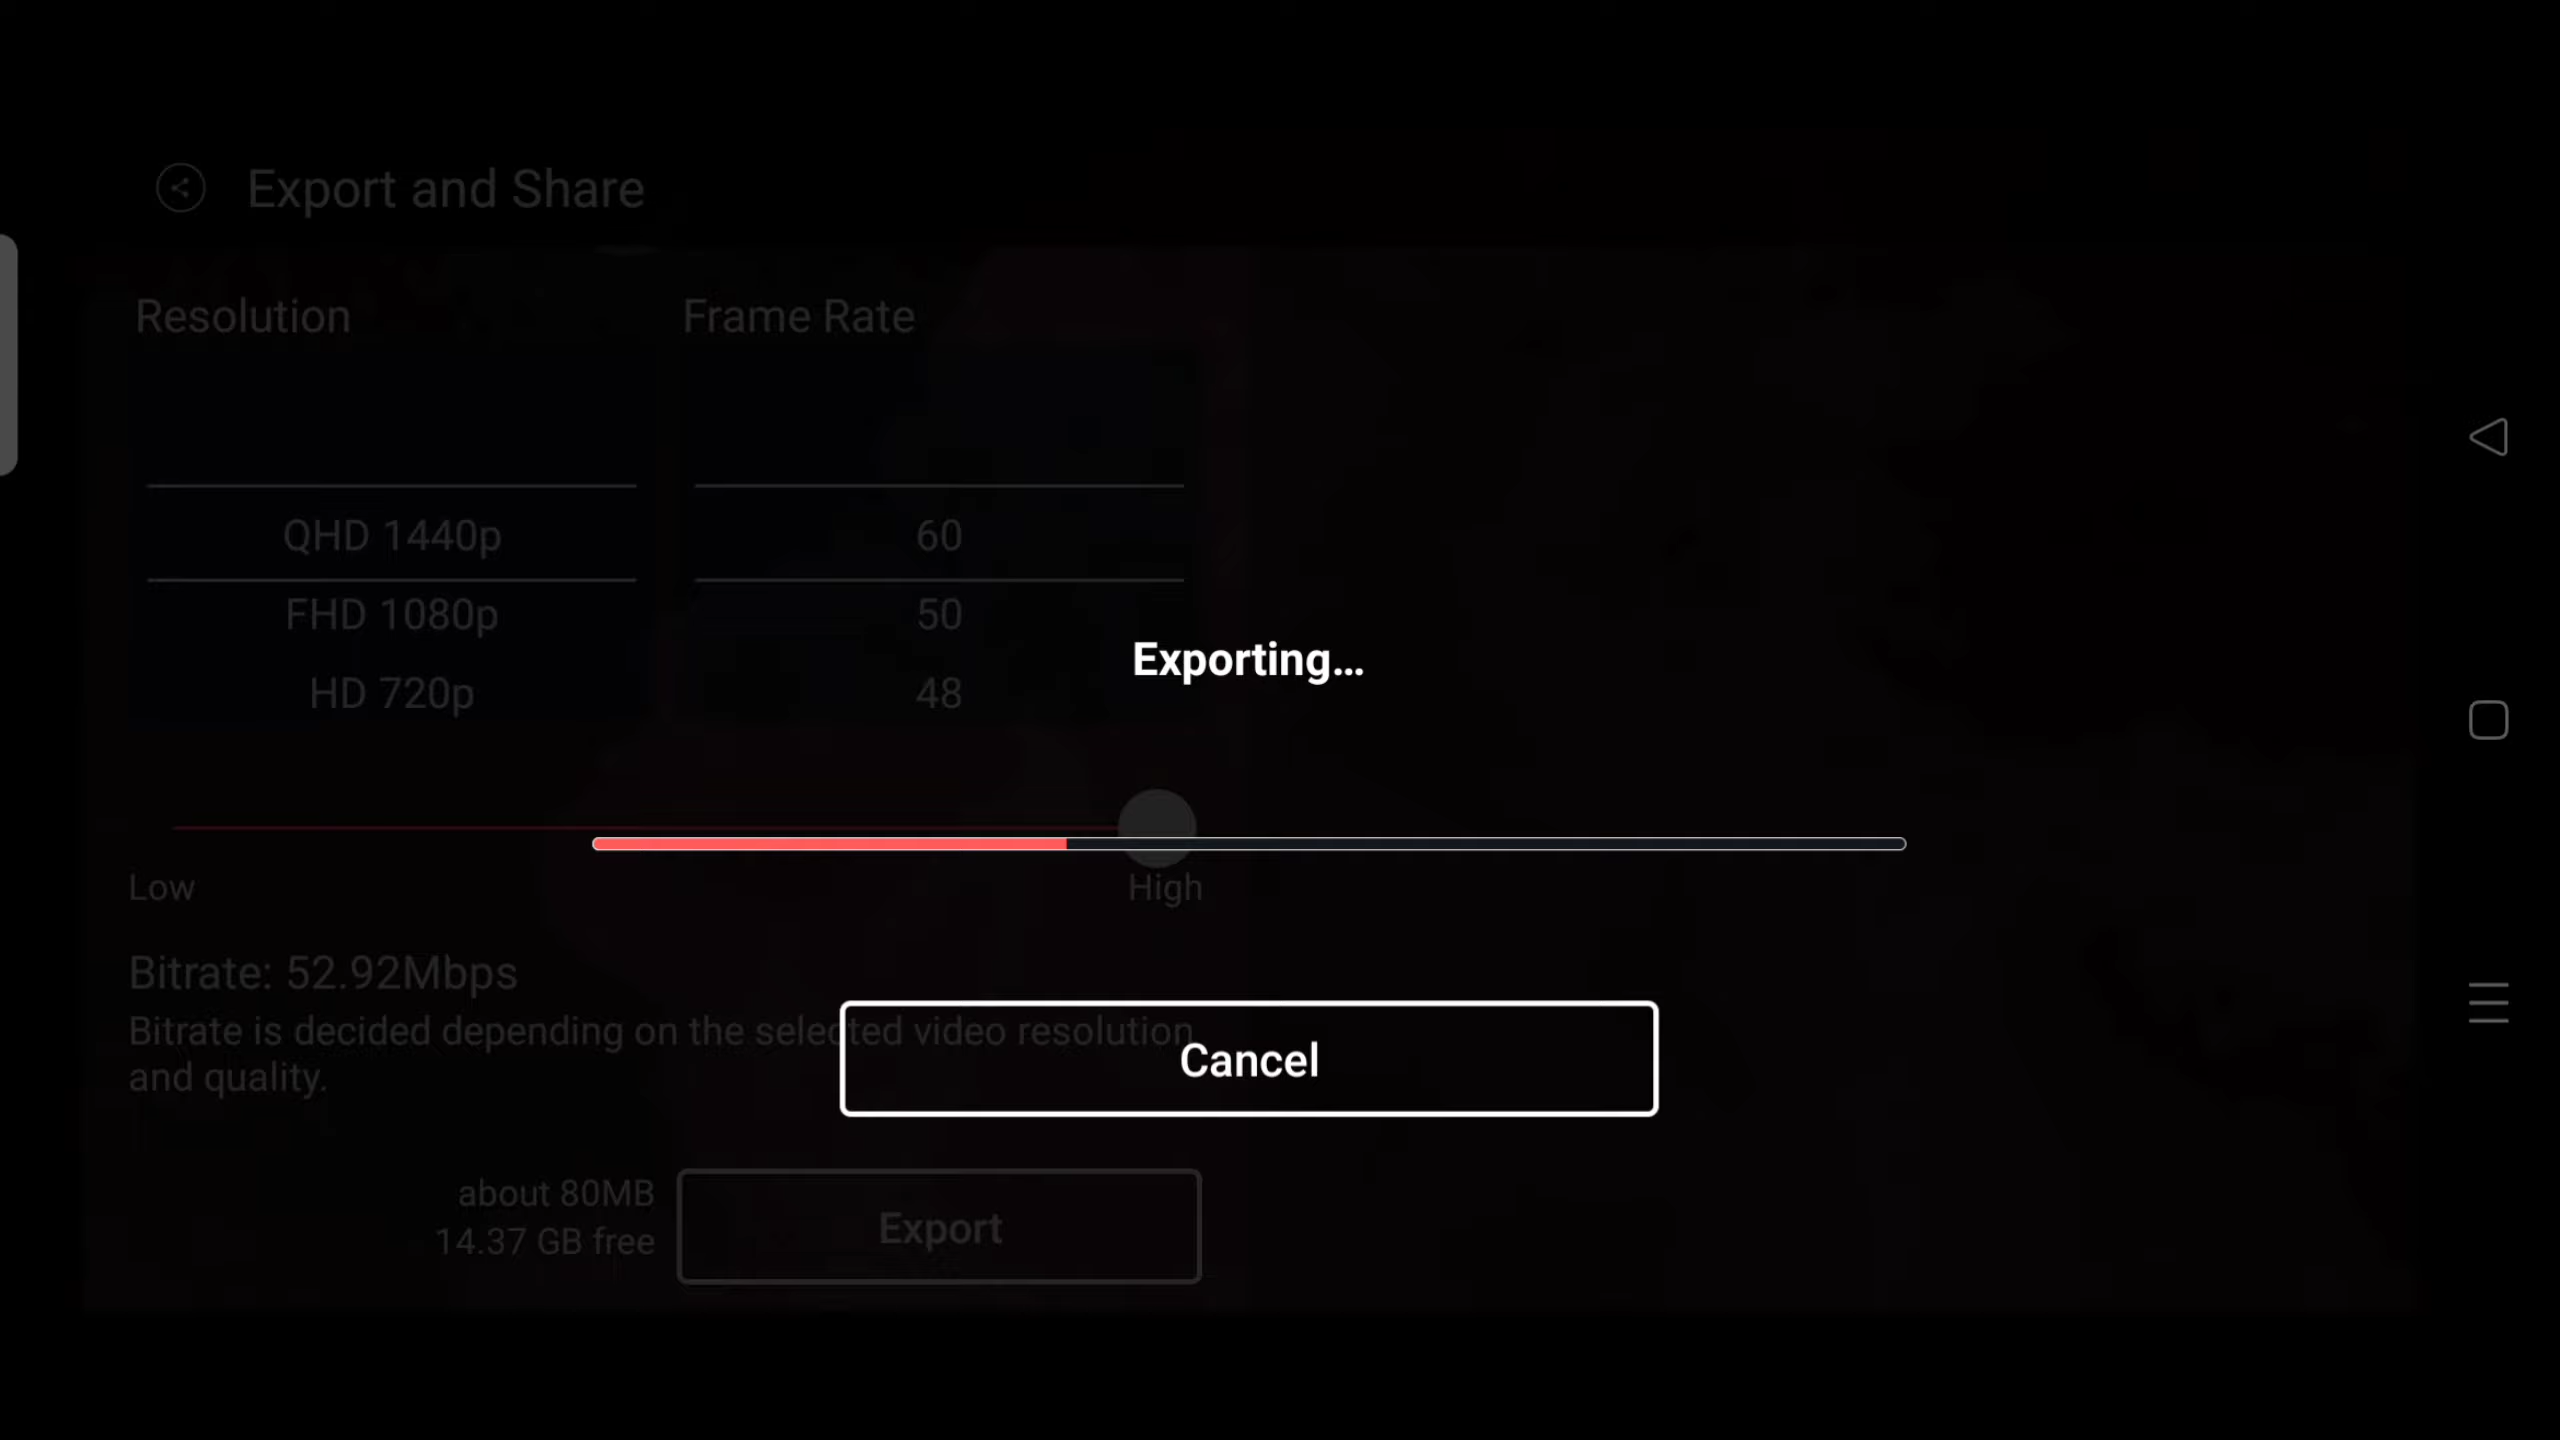 Export and Share
Resolution
Frame Rate
QHD 1440p
60
FHD 1080p
50
HD 720p
48
Exporting...
Low
High
Bitrate: 52.92Mbps
Bitrate is decided depending on the selected video resolution
and quality.
Cancel
about 80MB
14.37 GB free
Export